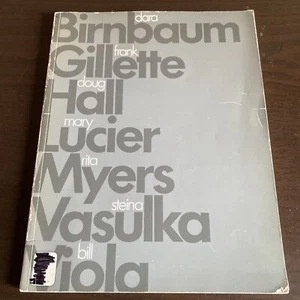 dara
Birnbaum
frank
Gillette
doug
Hall
mary
Lucier
rita
Myers
steina
Vasulka
bill
Viola